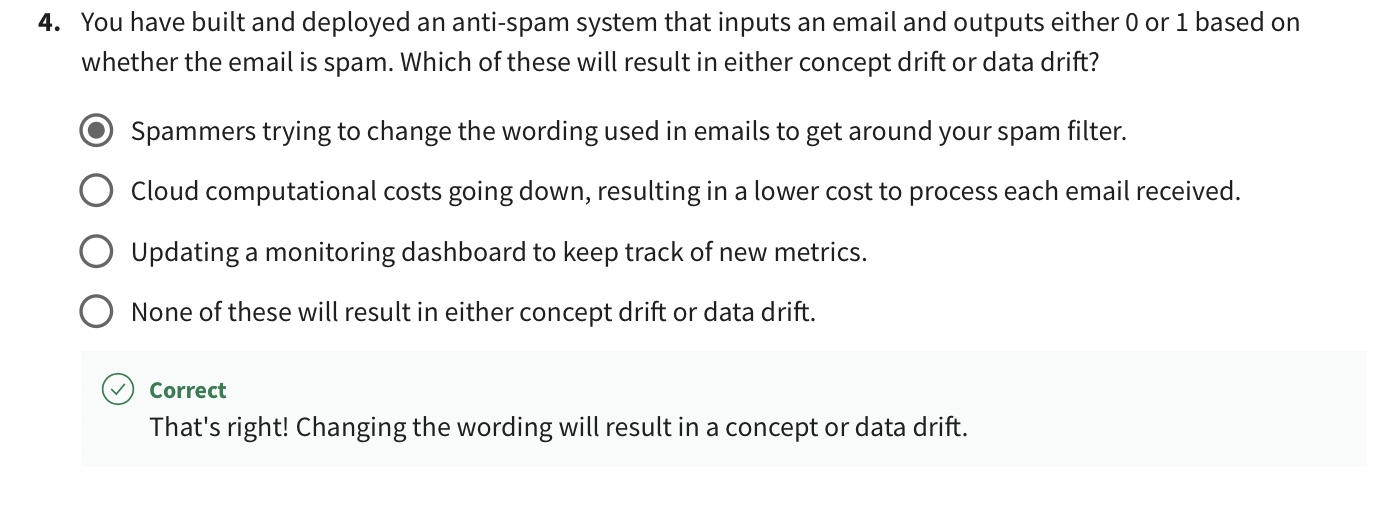 4. You have built and deployed an anti-spam system that inputs an email and outputs either 0 or 1 based on
whether the email is spam. Which of these will result in either concept drift or data drift?
Spammers trying to change the wording used in emails to get around your spam filter.
Cloud computational costs going down, resulting in a lower cost to process each email received.
Updating a monitoring dashboard to keep track of new metrics.
None of these will result in either concept drift or data drift.
Correct
That's right! Changing the wording will result in a concept or data drift.